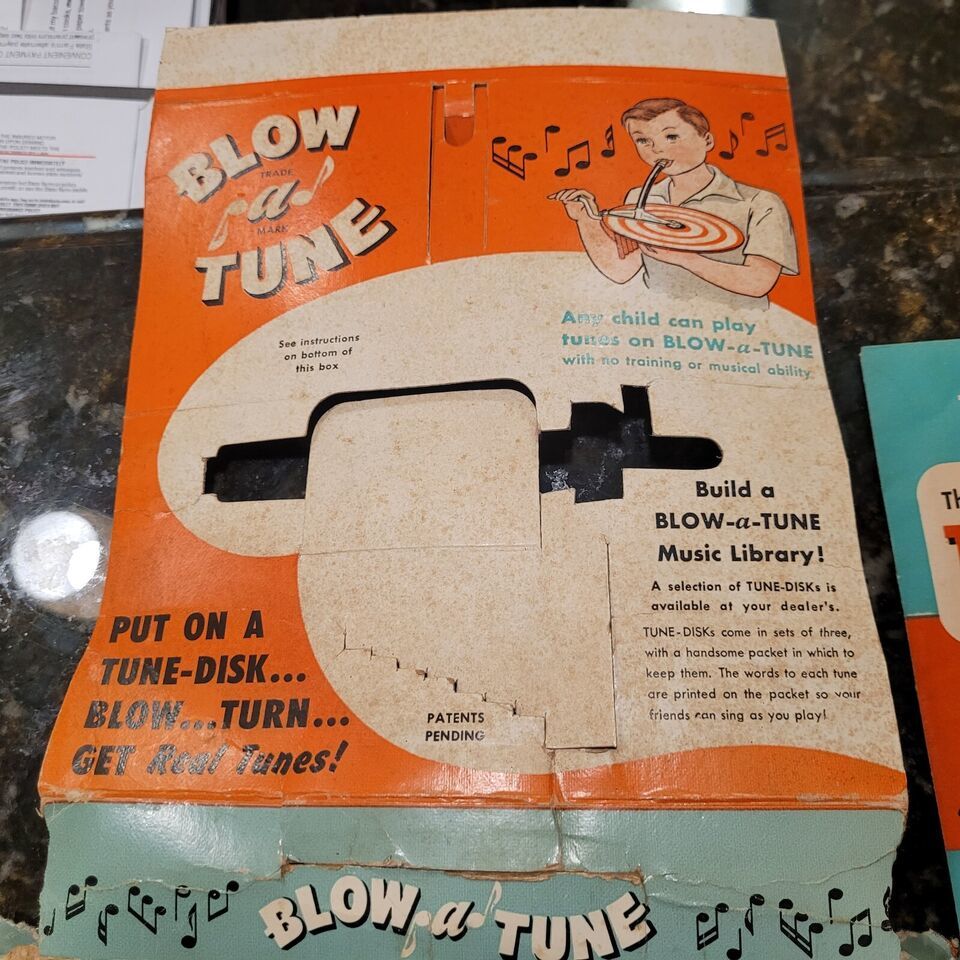 CONVENIENT PAYMENT
BLOW
TRADE
a
MARK
TUNE
Any child can play
tunes on BLOW-a-TUNE
with no training or musical ability.
See instructions
on bottom of
this box
Build a
BLOW-a-TUNE
Music Library!
A selection of TUNE-DISKs is
available at your dealer's.
TUNE-DISKs come in sets of three,
with a handsome packet in which to
keep them. The words to each tune
are printed on the packet so your
friends can sing as you play!
PUT ON A
TUNE-DISK...
BLOW...TURN...
GET Real Tunes!
PATENTS
PENDING
BLOW a TUNE